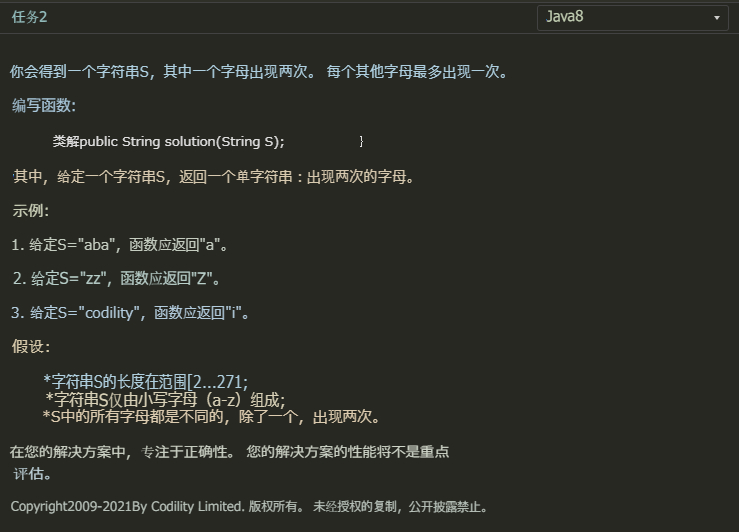 任务2
Java8
你会得到一个字符串S，其中一个字母出现两次。 每个其他字母最多出现一次。
编写函数:
类解public String solution(String S); }
其中，给定一个字符串S，返回一个单字符串：出现两次的字母。
示例:
1. 给定S="aba"，函数应返回"a"。
2. 给定S="zz"，函数应返回"Z"。
3. 给定S="codility"，函数应返回"i"。
假设:
*字符串S的长度在范围[2...271;
*字符串S仅由小写字母（a-z）组成;
*S中的所有字母都是不同的，除了一个，出现两次。
在您的解决方案中，专注于正确性。 您的解决方案的性能将不是重点
评估。
Copyright2009-2021By Codility Limited. 版权所有。 未经授权的复制，公开披露禁止。